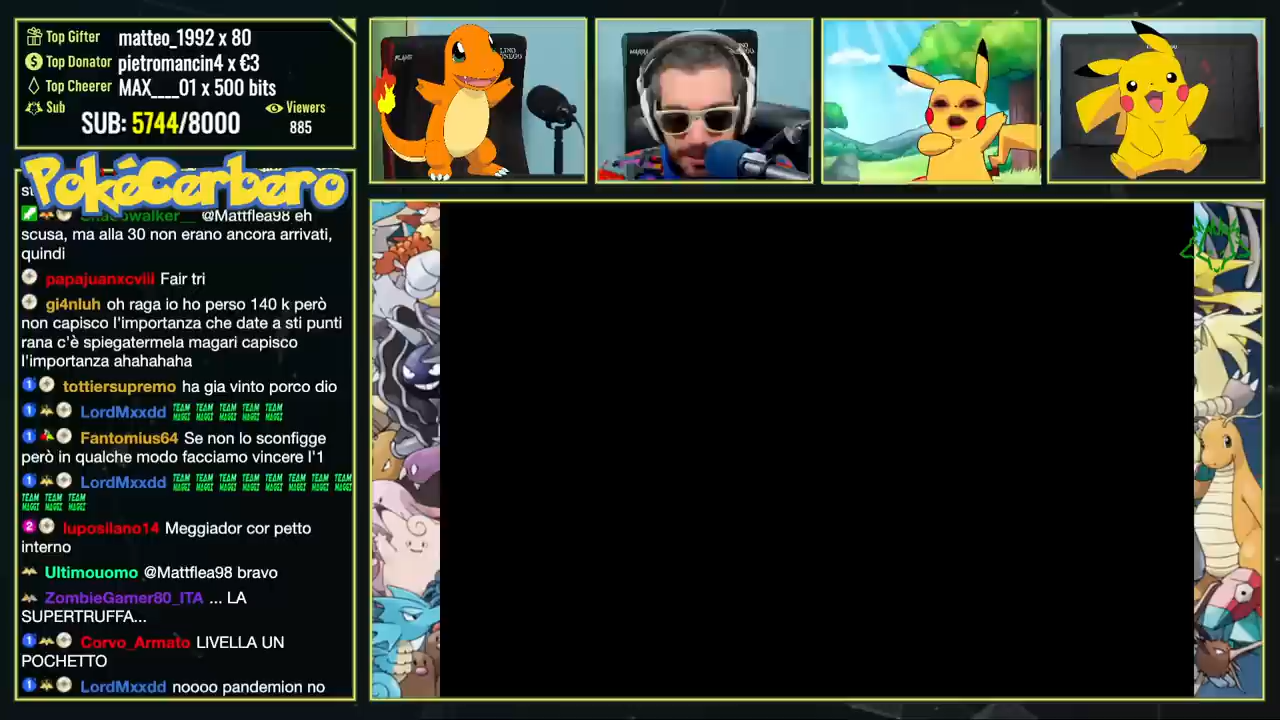 Top Gifter matteo_1992 x 80
Top Donator pietromancin4 x €3
Top Cheerer MAX____01 x 500 bits
Sub
Viewers
SUB: 5744/8000
885
PokéCerbero
@Mattflea98 eh
scusa, ma alla 30 non erano ancora arrivati,
quindi
papajuanxcviii Fair tri
gi4nluh oh raga io ho perso 140 k però
non capisco l'importanza che date a sti punti
rana c'è spiegatermela magari capisco
l'importanza ahahahaha
tottiersupremo ha gia vinto porco dio
LordMxxdd
Fantomius64 Se non lo sconfigge
però in qualche modo facciamo vincere l'1
LordMxxdd
luposilano14 Meggiador cor petto
interno
Ultimouomo @Mattflea98 bravo
ZombieGamer80_ITA ... LA
SUPERTRUFFA...
Corvo_Armato LIVELLA UN
POCHETTO
LordMxxdd noooo pandemion no